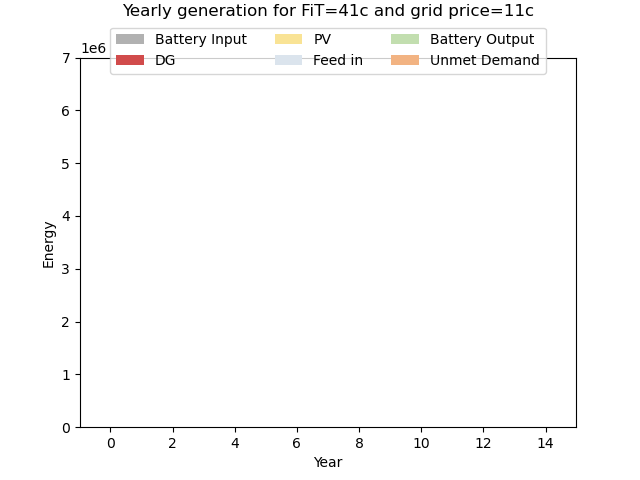 Yearly generation for FiT=41c and grid price=11c
Battery Input PV Battery Output
DG Feed in Unmet Demand
1e6
7
6
5
4
3
2
1
0
Energy
0 2 4 6 8 10 12 14
Year